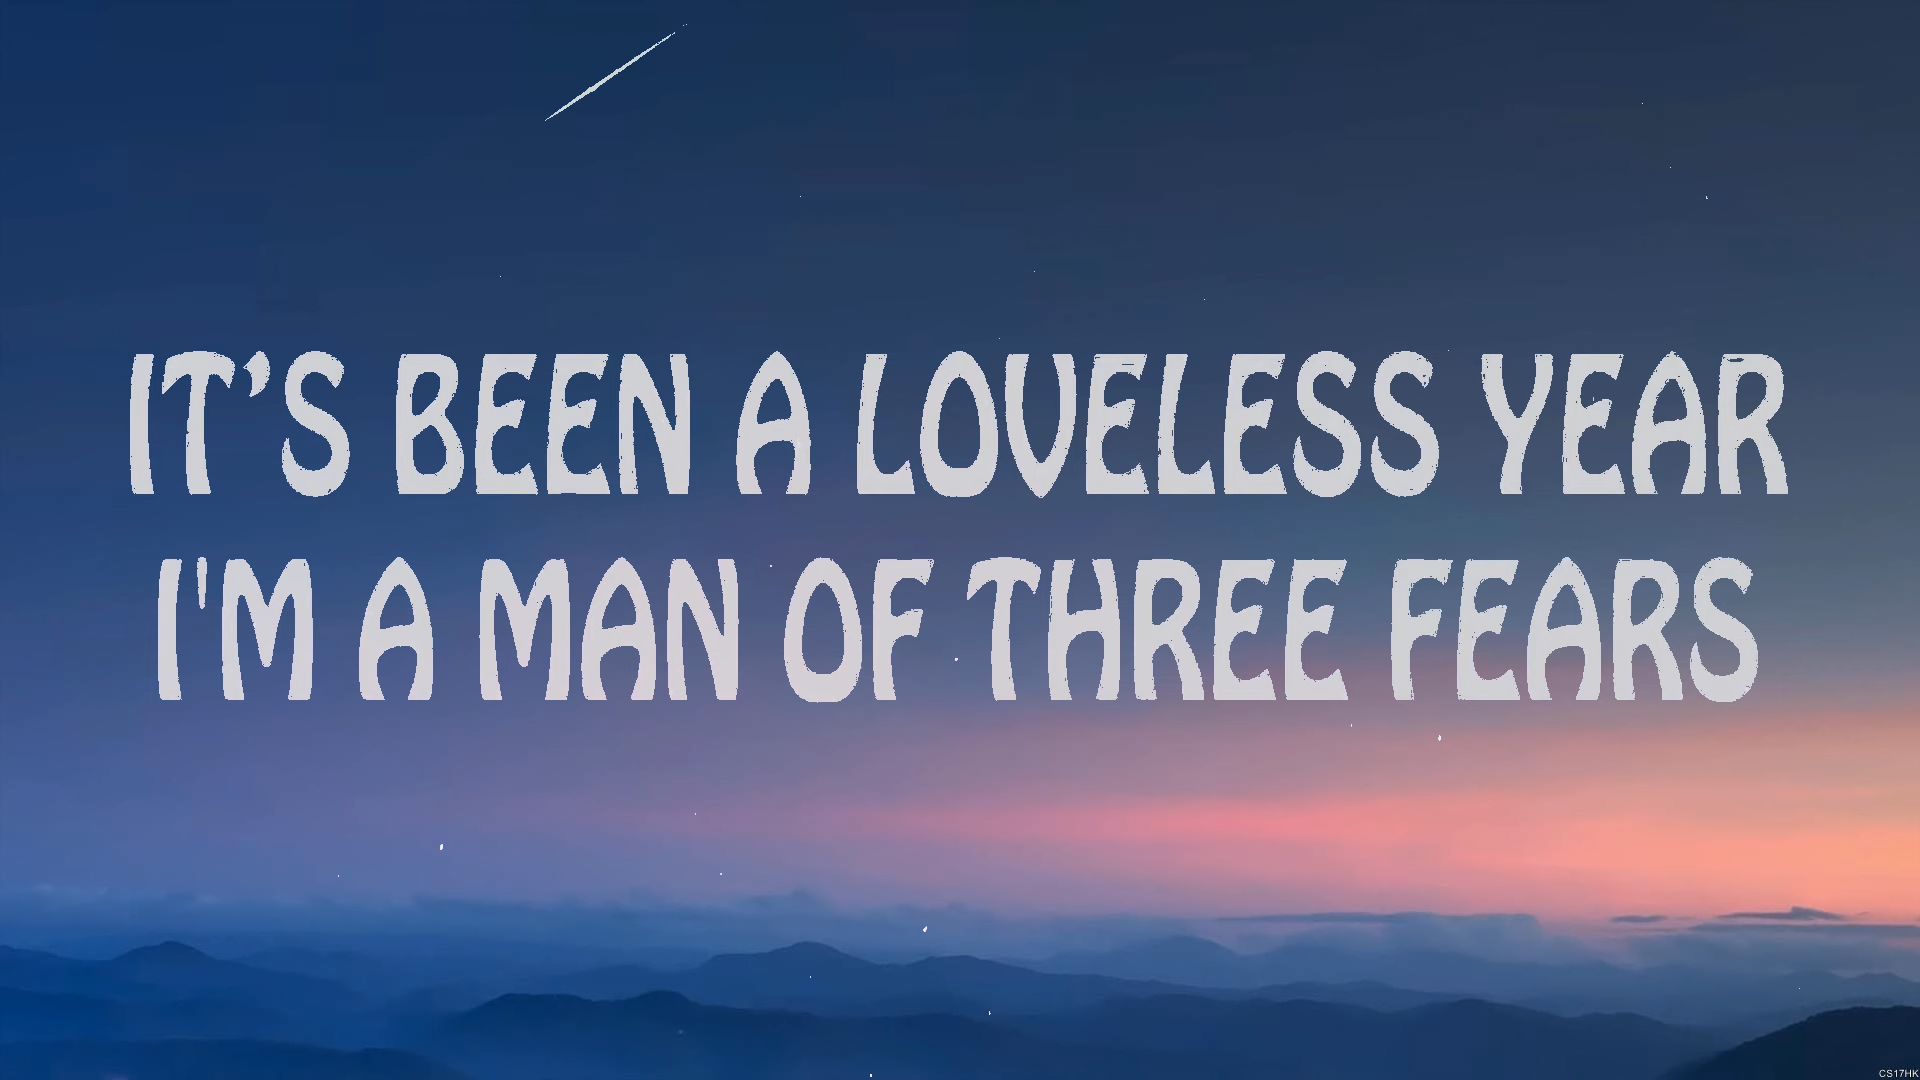 IT’S BEEN A LOVELESS YEAR
I'M A MAN OF THREE FEARS
CS17HK